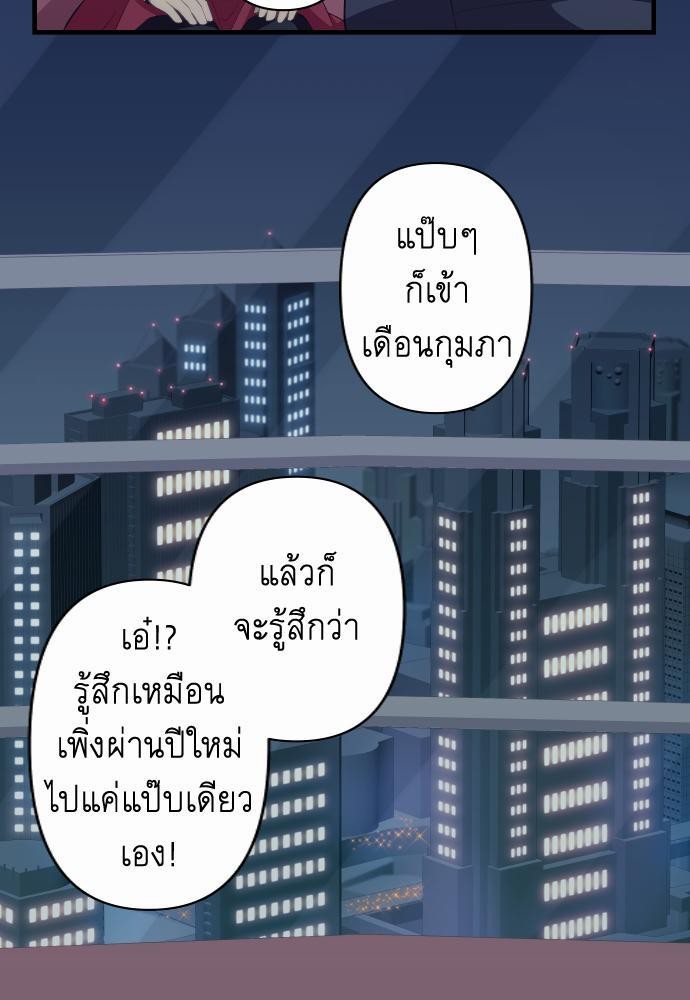 แป๊บๆ
ก็เข้า
เดือนกุมภา
แล้วก็
จะรู้สึกว่า
เอ๋!?
รู้สึกเหมือน
เพิ่งผ่านปีใหม่
ไปแค่แป๊บเดียว
เอง!